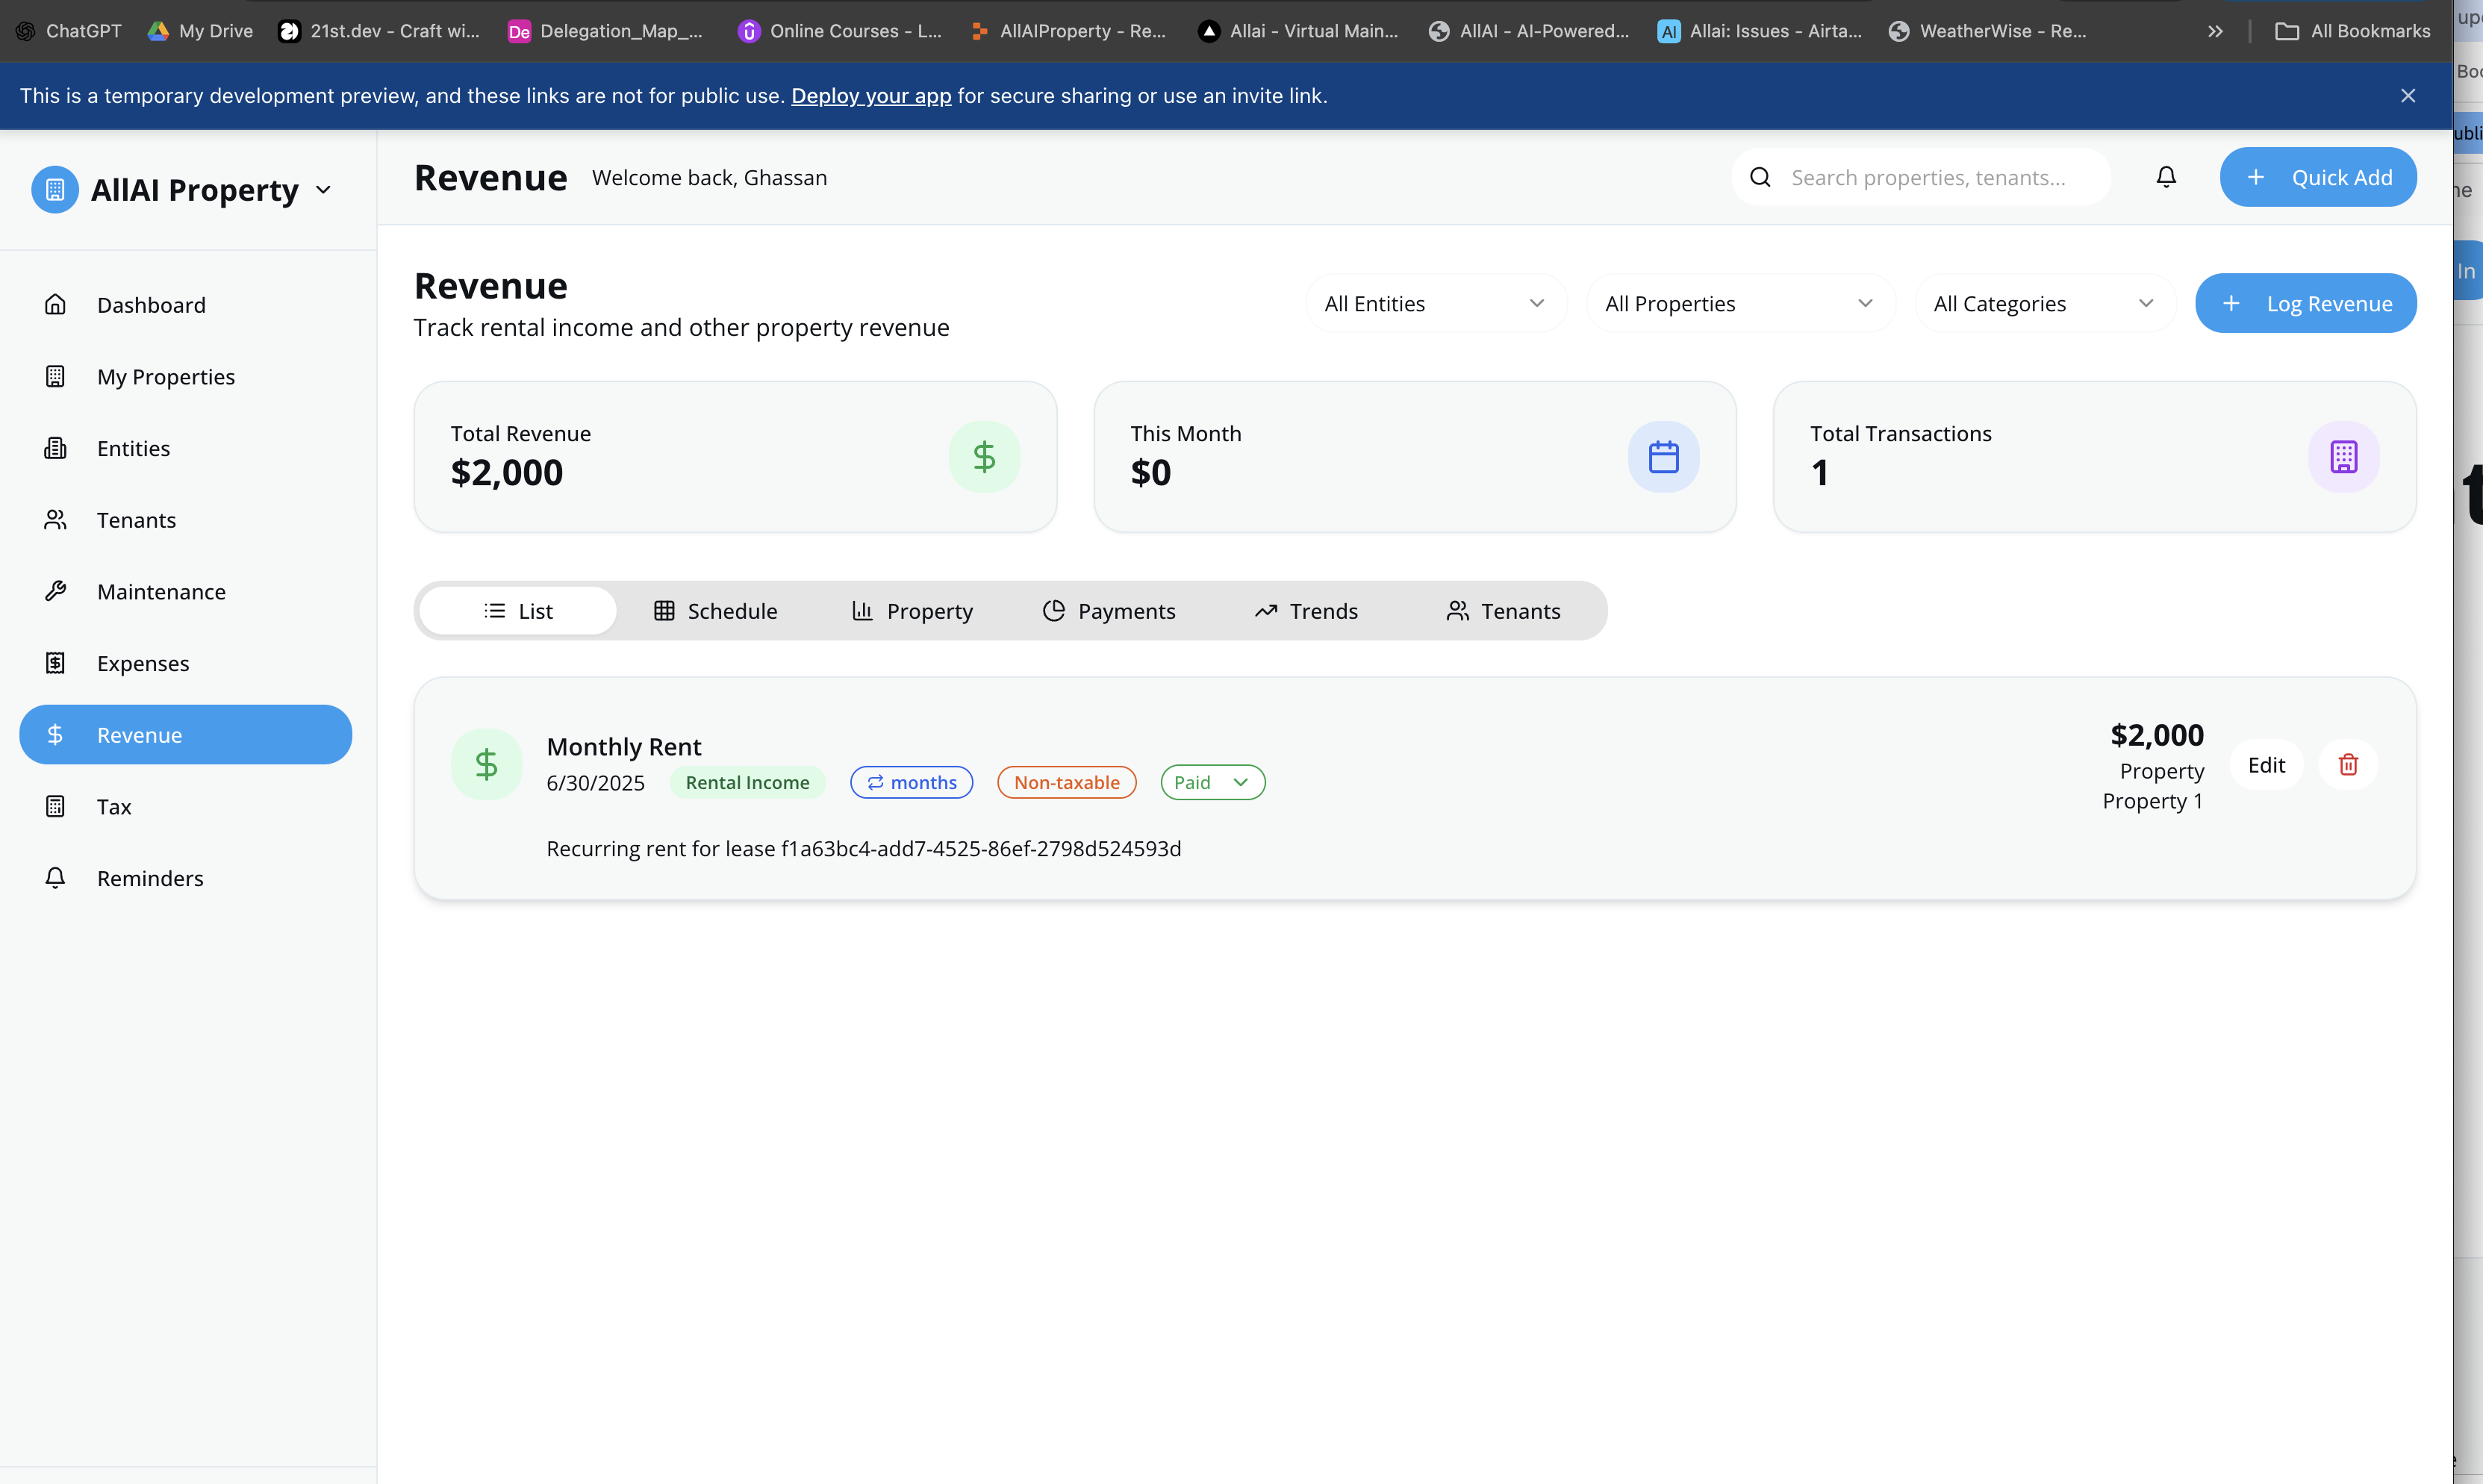 ChatGPT
My Drive
21st.dev - Craft wi...
De Delegation_Map_...
Online Courses - L...
AllAIProperty - Re...
Allai - Virtual Main...
AllAI - AI-Powered...
AI Allai: Issues - Airta...
WeatherWise - Re...
All Bookmarks
This is a temporary development preview, and these links are not for public use. Deploy your app for secure sharing or use an invite link.
AllAI Property
Revenue Welcome back, Ghassan
Search properties, tenants...
+ Quick Add
Dashboard
My Properties
Entities
Tenants
Maintenance
Expenses
Revenue
Tax
Reminders
Revenue
Track rental income and other property revenue
All Entities
All Properties
All Categories
+ Log Revenue
Total Revenue
$2,000
This Month
$0
Total Transactions
1
List
Schedule
Property
Payments
Trends
Tenants
Monthly Rent
6/30/2025 Rental Income months Non-taxable Paid
Recurring rent for lease f1a63bc4-add7-4525-86ef-2798d524593d
$2,000
Property
Property 1
Edit